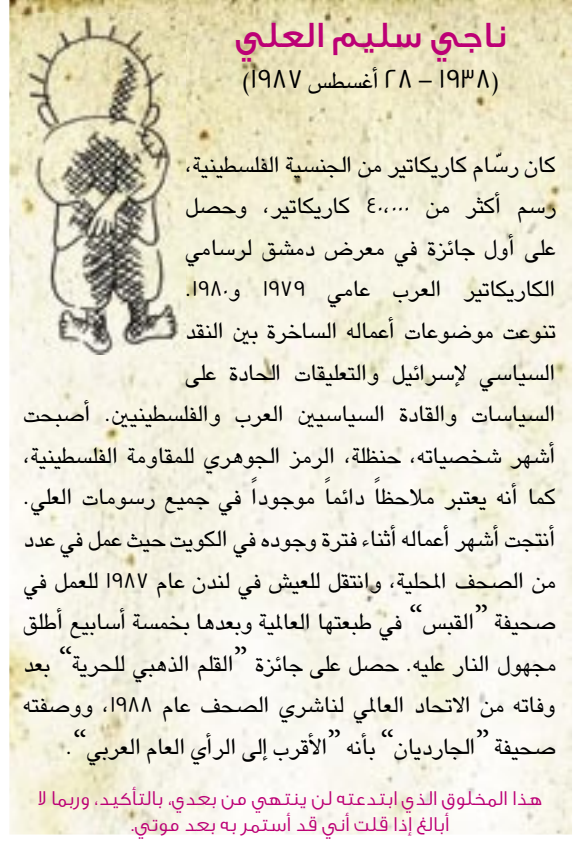 ناجي سليم العلي
(١٩٣٨ – ٢٨ أغسطس ١٩٨٧)
كان رسّام كاريكاتير من الجنسية الفلسطينية،
رسم أكثر من ٤٠,٠٠٠ كاريكاتير، وحصل
على أول جائزة في معرض دمشق لرسامي
الكاريكاتير العرب عامي ١٩٧٩ و١٩٨٠.
تنوعت موضوعات أعماله الساخرة بين النقد
السياسي لإسرائيل والتعليقات الحادة على
السياسات والقادة السياسيين العرب والفلسطينيين. أصبحت
أشهر شخصياته، حنظلة، الرمز الجوهري للمقاومة الفلسطينية،
كما أنه يعتبر ملاحظاً دائماً موجوداً في جميع رسومات العلي.
أنتجت أشهر أعماله أثناء فترة وجوده في الكويت حيث عمل في عدد
من الصحف المحلية، وانتقل للعيش في لندن عام ١٩٨٧ للعمل في
صحيفة “القبس” في طبعتها العالمية وبعدها بخمسة أسابيع أطلق
مجهول النار عليه. حصل على جائزة “القلم الذهبي للحرية” بعد
وفاته من الاتحاد العالمي لناشري الصحف عام ١٩٨٨، ووصفته
صحيفة “الجارديان” بأنه “الأقرب إلى الرأي العام العربي”.
هذا المخلوق الذي ابتدعته لن ينتهي من بعدي، بالتأكيد، وربما لا
أبالغ إذا قلت أني قد أستمر به بعد موتي.